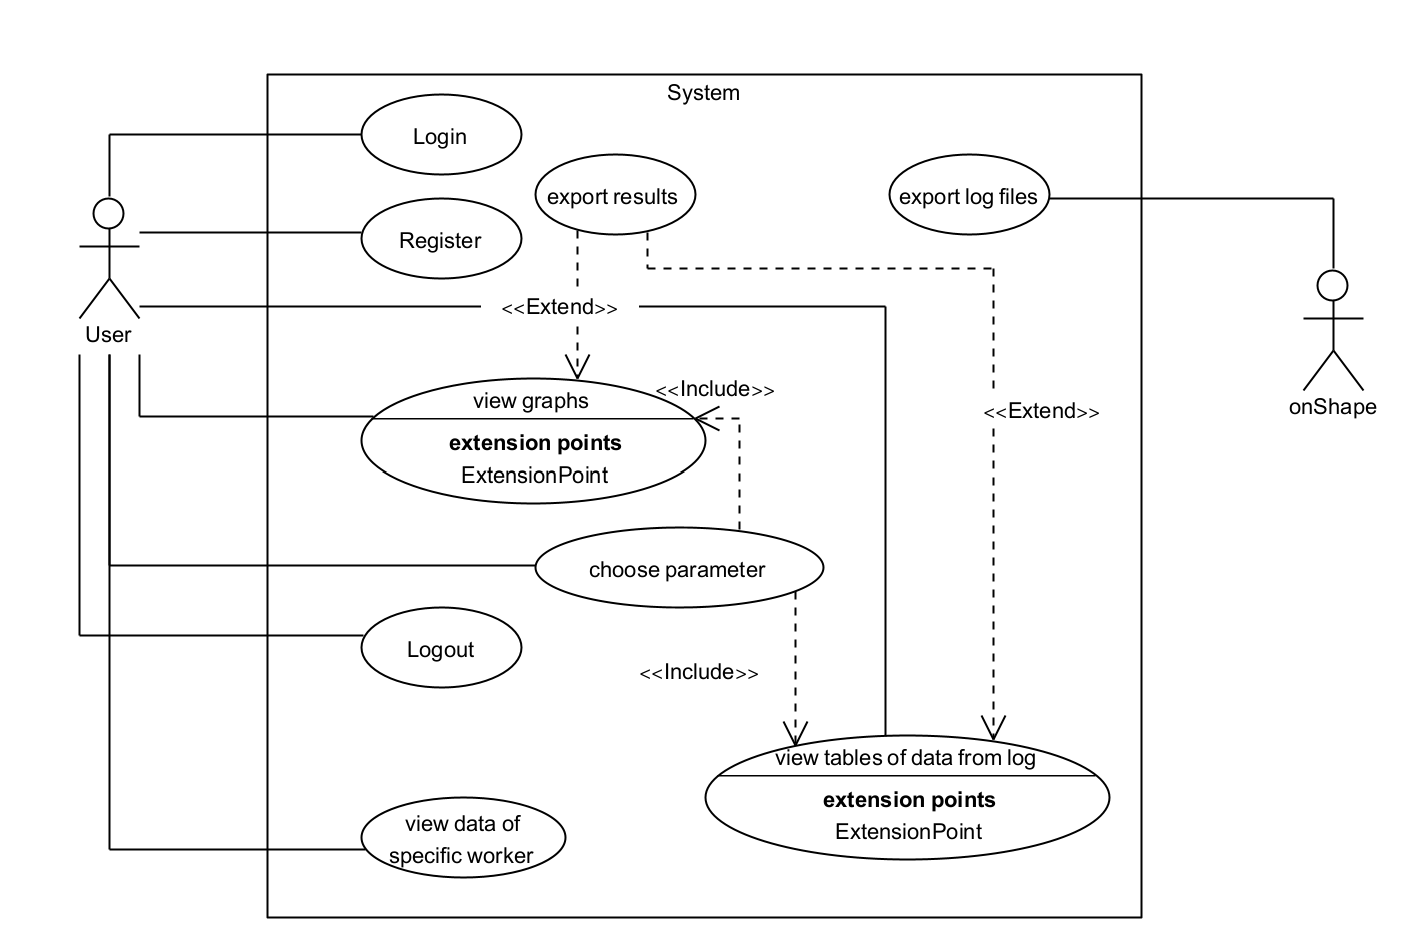 System
Login
export results
export log files
Register
<<Extend>>
User
<<Include>>
view graphs
extension points
ExtensionPoint
<<Extend>>
onShape
choose parameter
Logout
<<Include>>
view tables of data from log
extension points
ExtensionPoint
view data of
specific worker